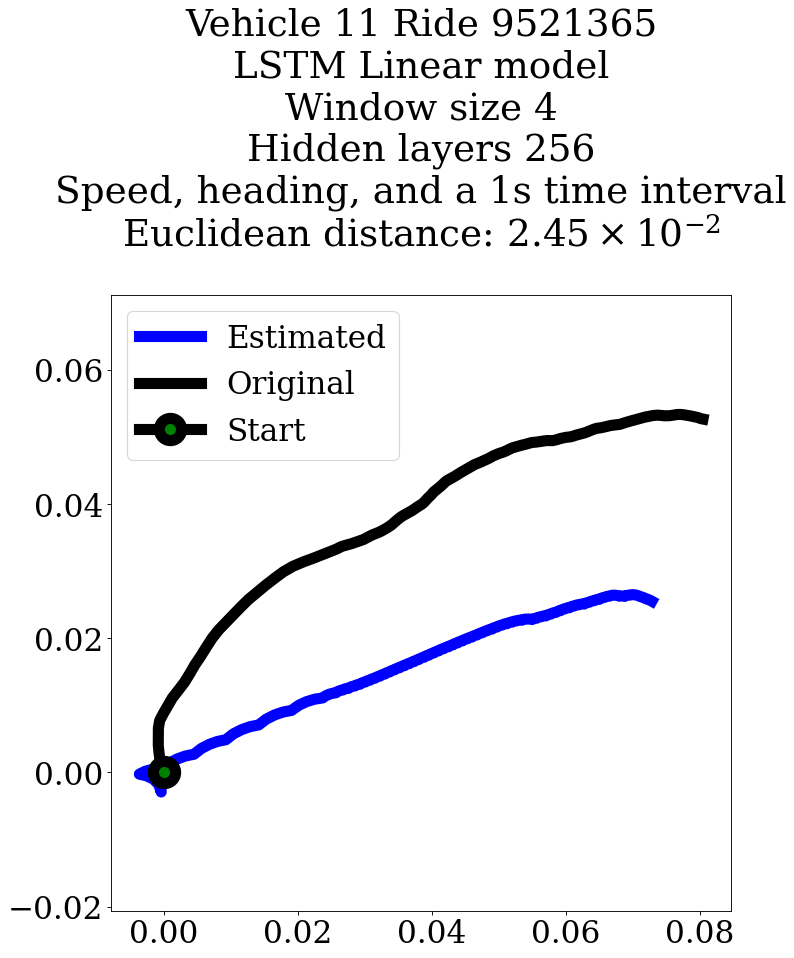 Vehicle 11 Ride 9521365
LSTM Linear model
Window size 4
Hidden layers 256
Speed, heading, and a 1s time interval
Euclidean distance: 2.45 × 10⁻²
Estimated
Original
Start
0.06
0.04
0.02
0.00
−0.02
0.00 0.02 0.04 0.06 0.08